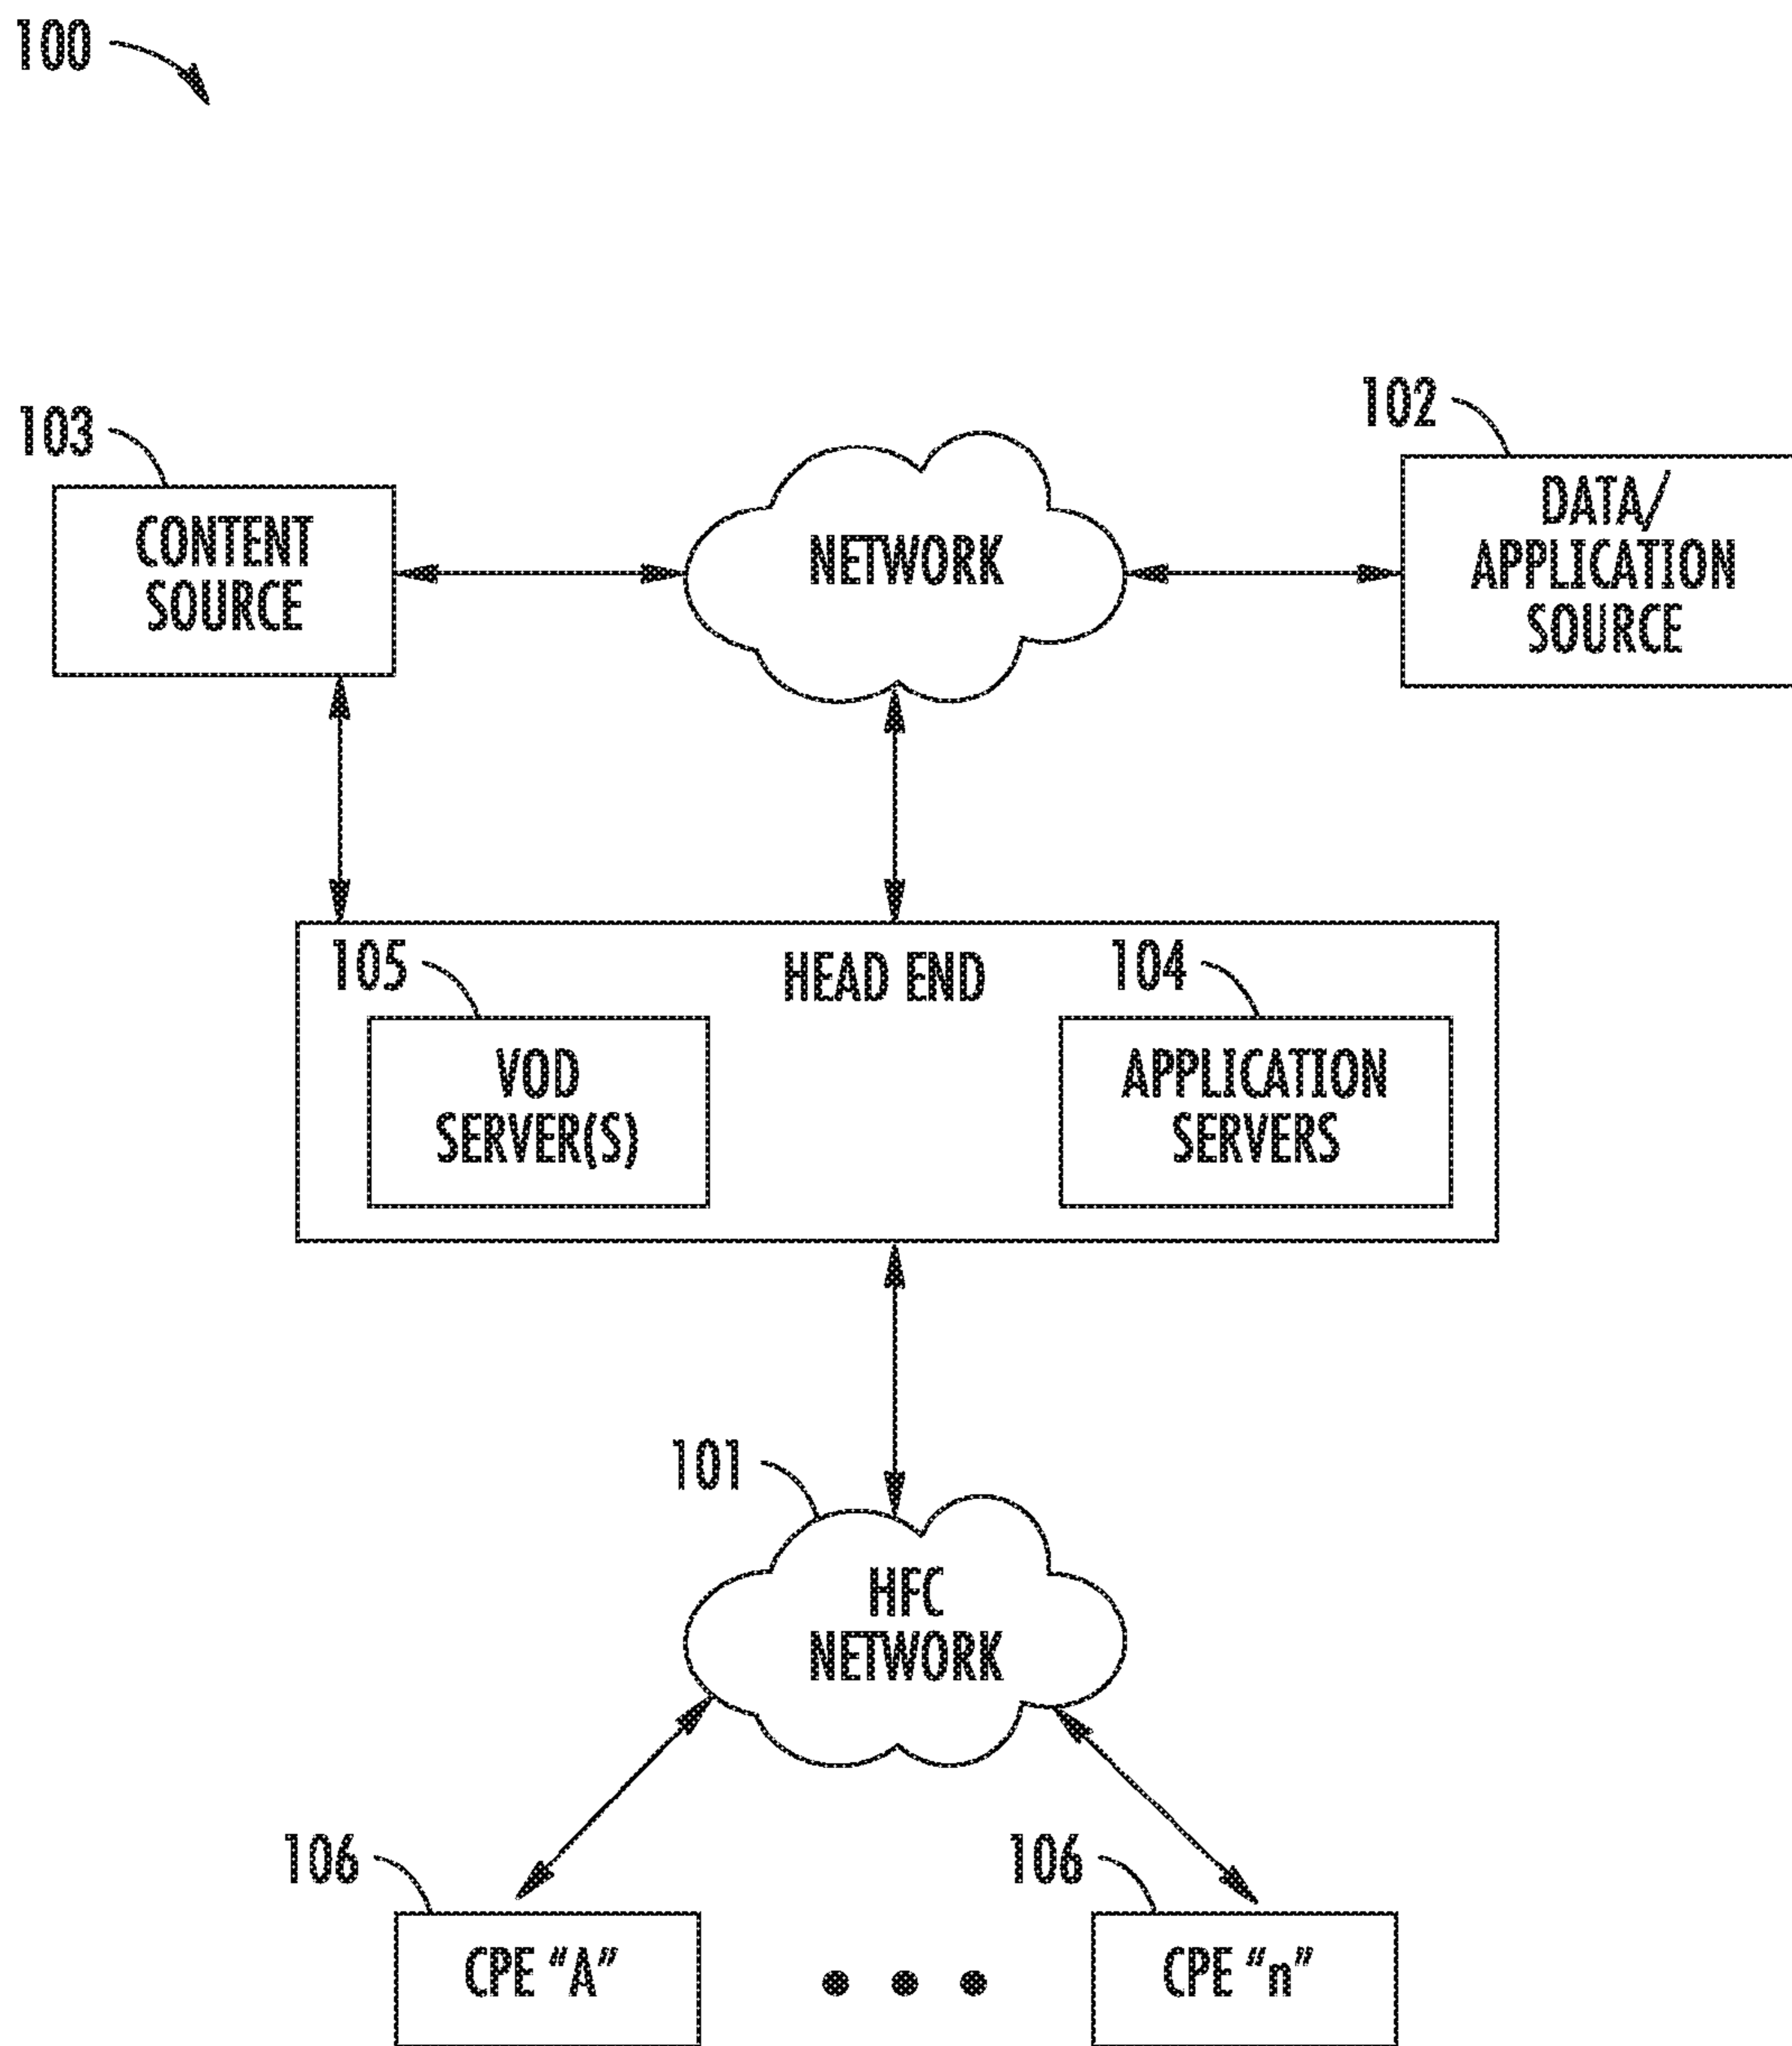 100
103
102
CONTENT
SOURCE
NETWORK
DATA/
APPLICATION
SOURCE
105
HEAD END
104
VOD
SERVER(S)
APPLICATION
SERVERS
101
HFC
NETWORK
106
106
CPE "A"
CPE "n"